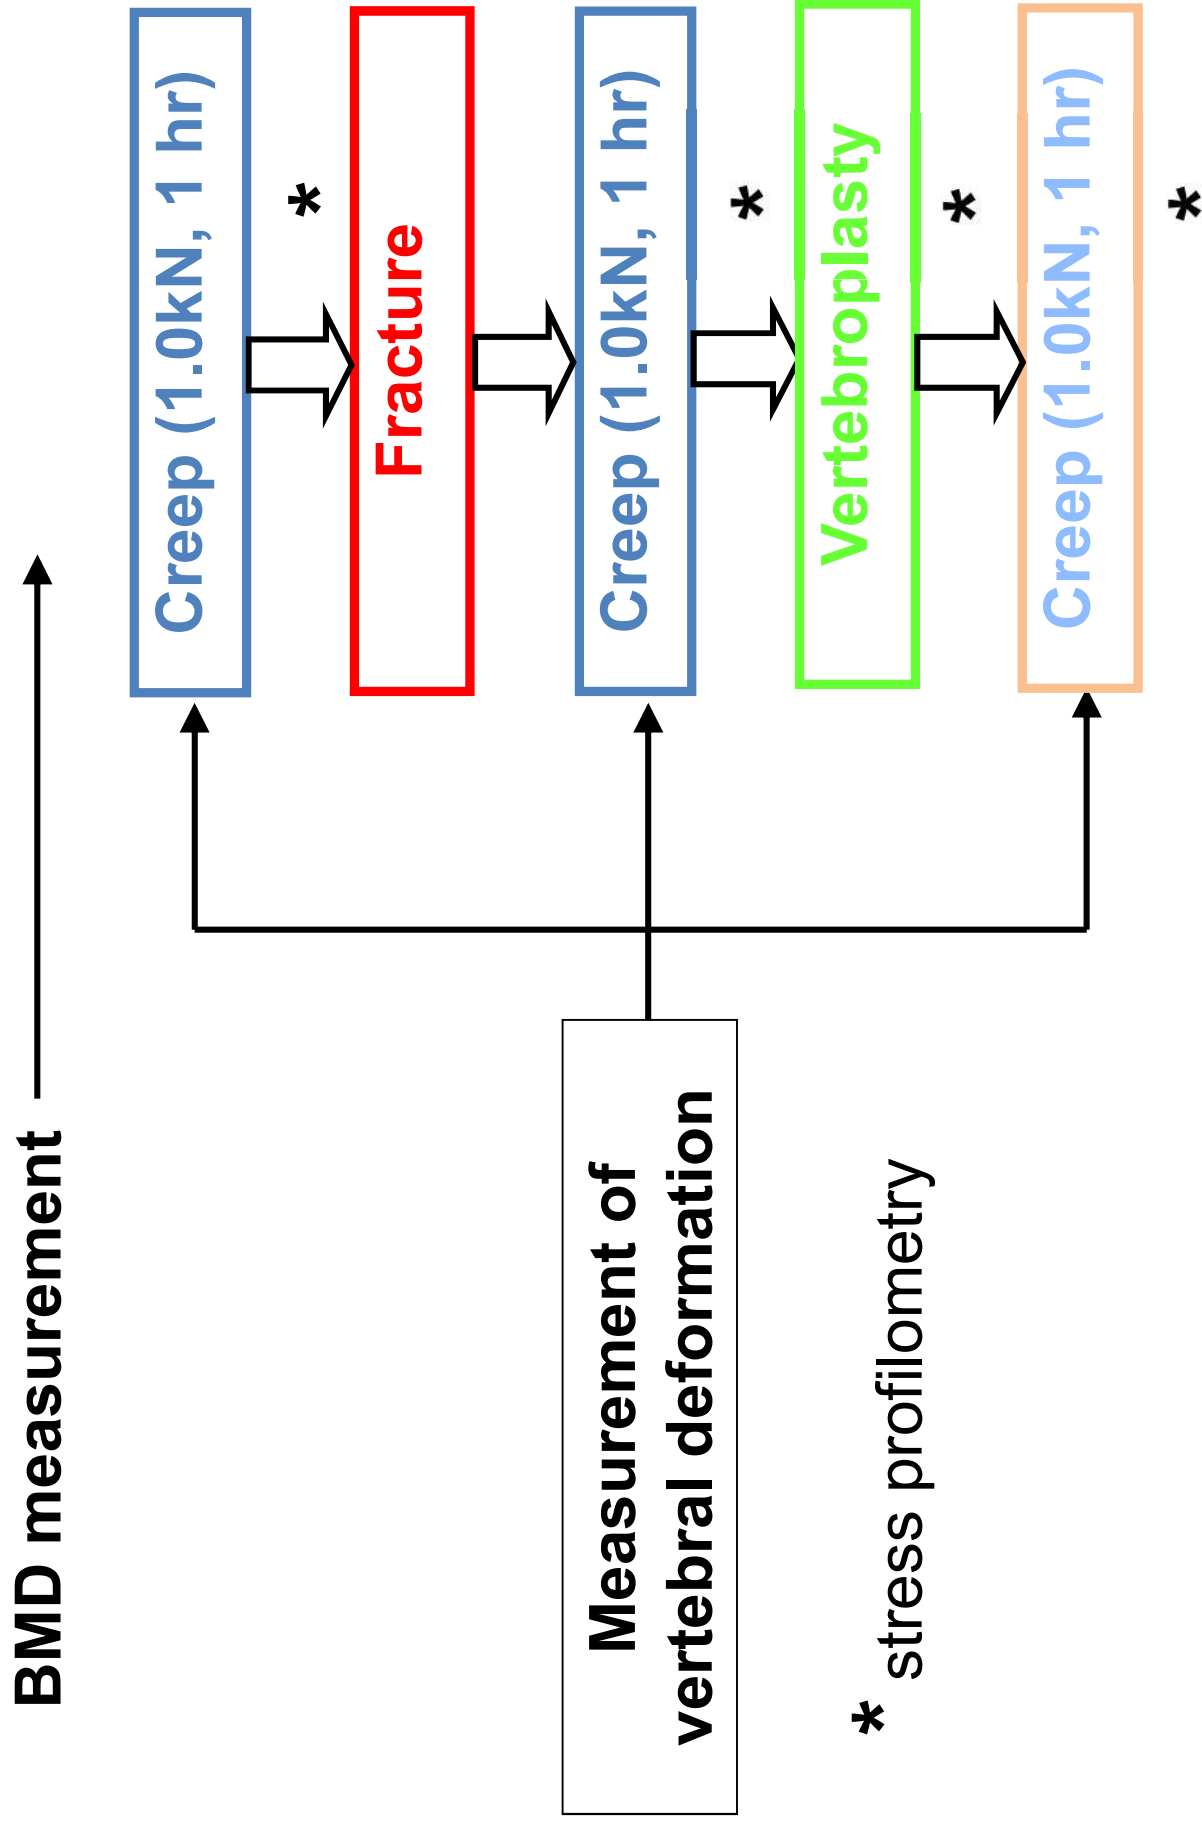 BMD measurement
Creep (1.0kN, 1 hr)
*
Fracture
Creep (1.0kN, 1 hr)
*
Measurement of
vertebral deformation
Vertebroplasty
*
Creep (1.0kN, 1 hr)
*
* stress profilometry